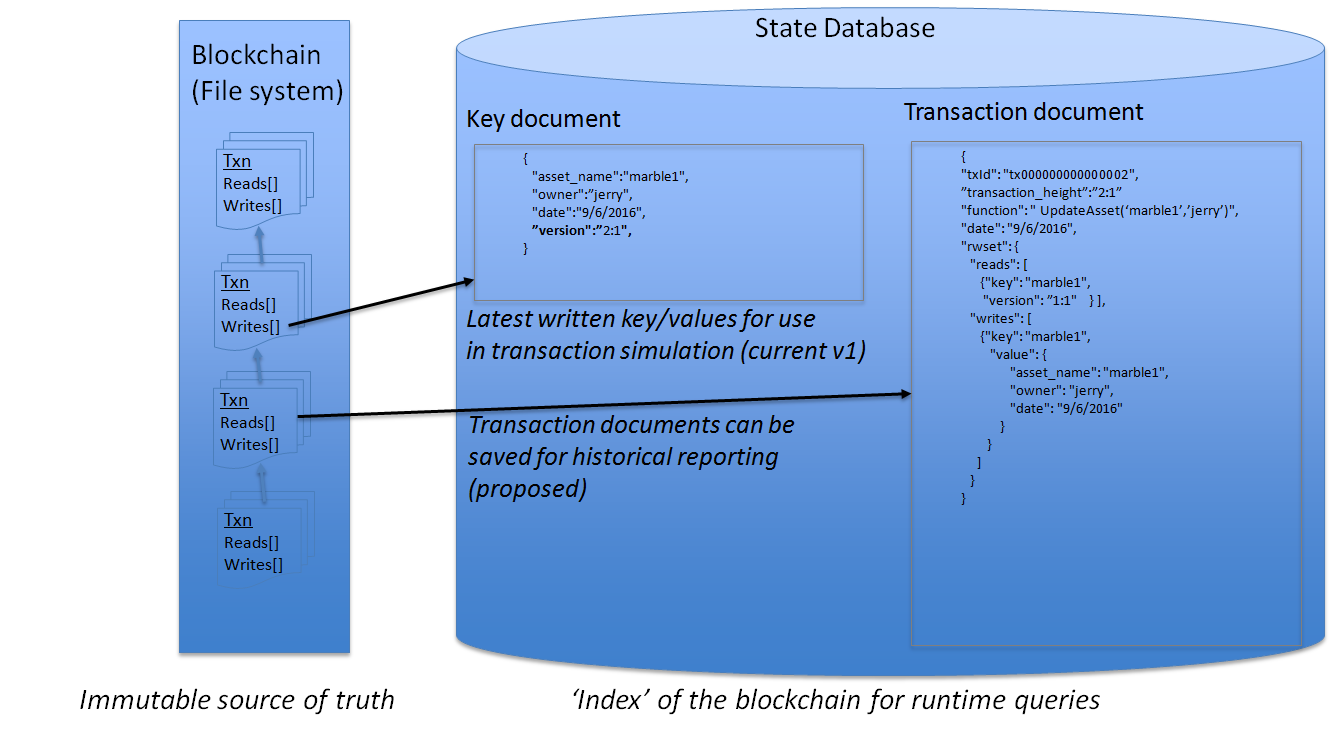 State Database
Blockchain
(File system)
Txn
Reads[]
Writes[]
Txn
Reads[]
Writes[]
Txn
Reads[]
Writes[]
Txn
Reads[]
Writes[]
Key document
{
"asset_name":"marble1",
"owner":”jerry",
"date":"9/6/2016",
”version":”2:1",
}
Latest written key/values for use
in transaction simulation (current v1)
Transaction documents can be
saved for historical reporting
(proposed)
Transaction document
{
"txId": "tx000000000000002",
”transaction_height”:”2:1”
"function": " UpdateAsset(‘marble1’,’jerry’)",
"date": "9/6/2016",
"rwset": {
"reads": [
{"key": "marble1",
"version": ”1:1" } ],
"writes": [
{"key": "marble1",
"value": {
"asset_name": "marble1",
"owner": "jerry",
"date": "9/6/2016"
}
}
]
}
}
Immutable source of truth
‘Index’ of the blockchain for runtime queries